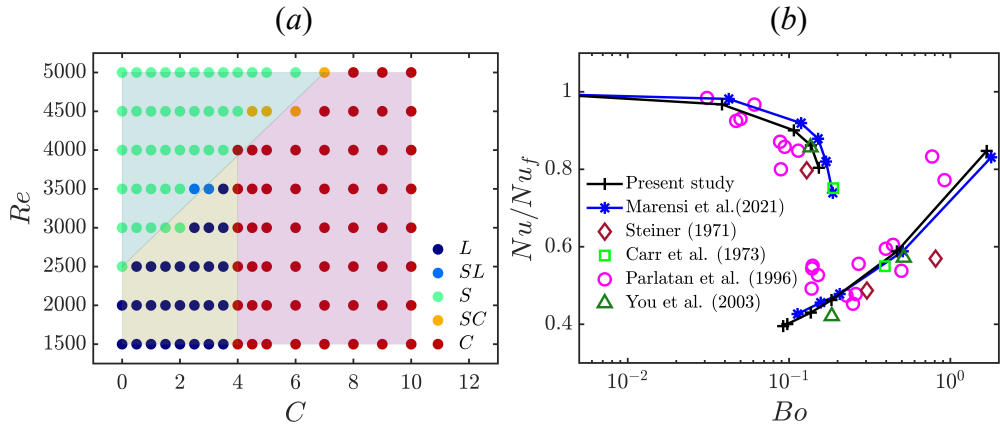 (a)
(b)
5000
4500
4000
3500
3000
2500
2000
1500
Re
0
2
4
6
8
10
12
C
L
SL
S
SC
C
1
0.8
0.6
0.4
Nu/Nu_f
Present study
Marensi et al.(2021)
Steiner (1971)
Carr et al. (1973)
Parlatan et al. (1996)
You et al. (2003)
10^{-2}
10^{-1}
10^{0}
Bo